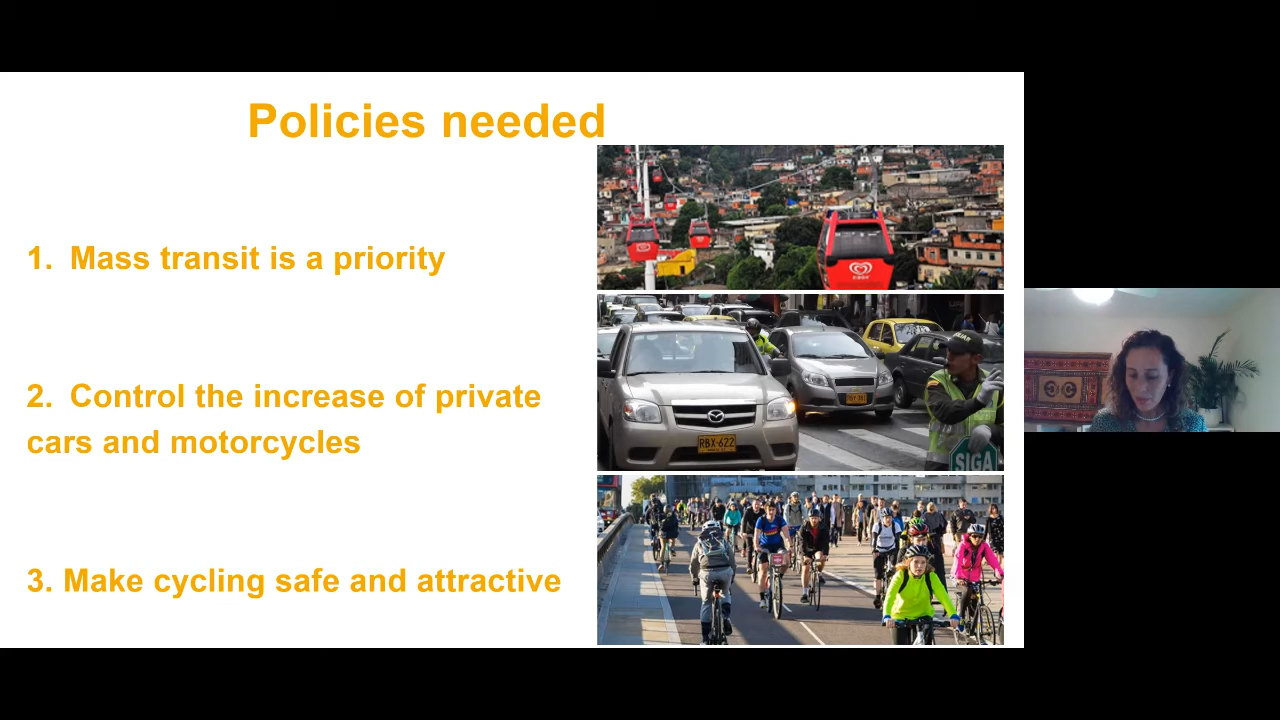 Policies needed
1. Mass transit is a priority
2. Control the increase of private
cars and motorcycles
3. Make cycling safe and attractive
RBX-622
SIGA